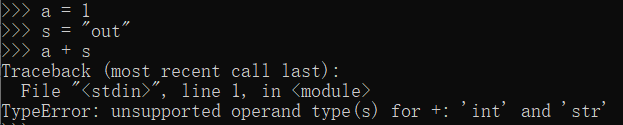 >>> a = 1
>>> s = "out"
>>> a + s
Traceback (most recent call last):
  File "<stdin>", line 1, in <module>
TypeError: unsupported operand type(s) for +: 'int' and 'str'